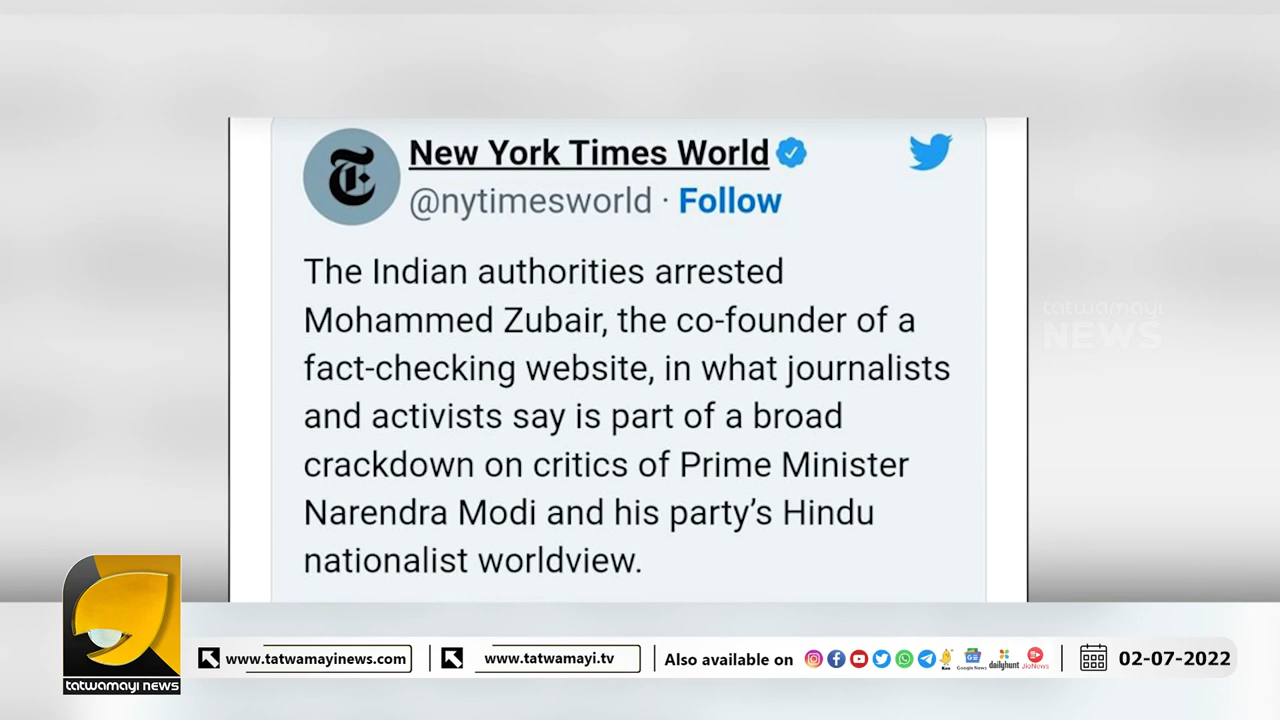 New York Times World
@nytimesworld · Follow
The Indian authorities arrested
Mohammed Zubair, the co-founder of a
fact-checking website, in what journalists
and activists say is part of a broad
crackdown on critics of Prime Minister
Narendra Modi and his party’s Hindu
nationalist worldview.
tatwamayi
NEWS
tatwamayi news
www.tatwamayinews.com
www.tatwamayi.tv
Also available on
Koo
Google News
dailyhunt
JioNews
02-07-2022